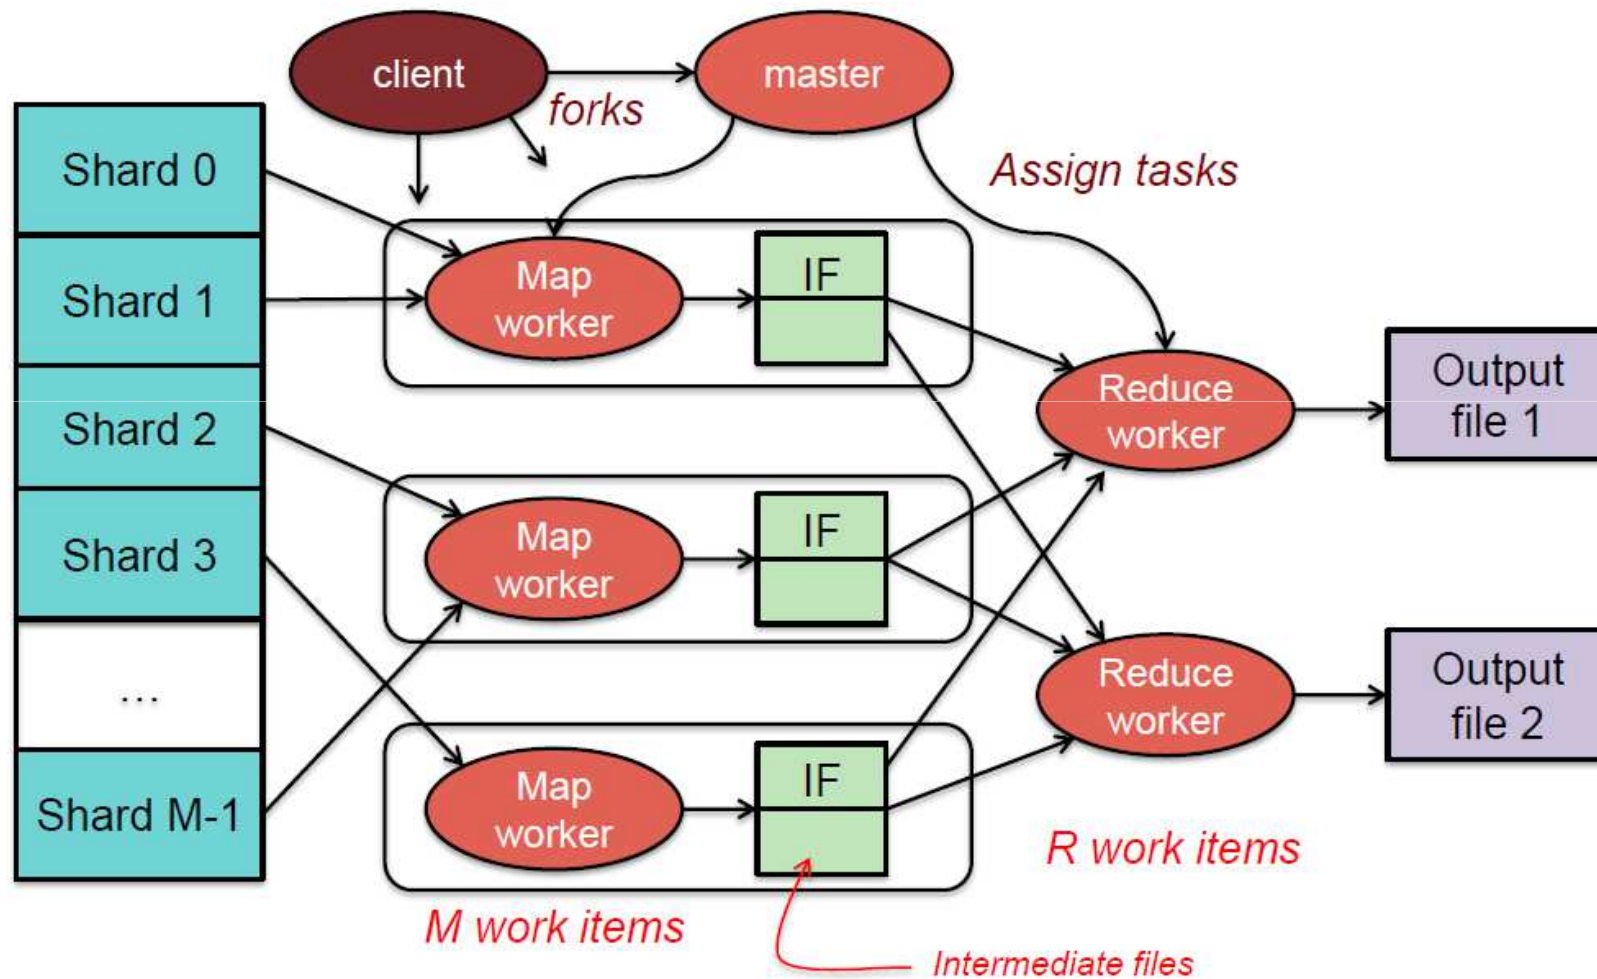 client
master
forks
Assign tasks
Shard 0
Shard 1
Shard 2
Shard 3
...
Shard M-1
Map
worker
IF
Map
worker
IF
Map
worker
IF
Reduce
worker
Reduce
worker
Output
file 1
Output
file 2
M work items
R work items
Intermediate files